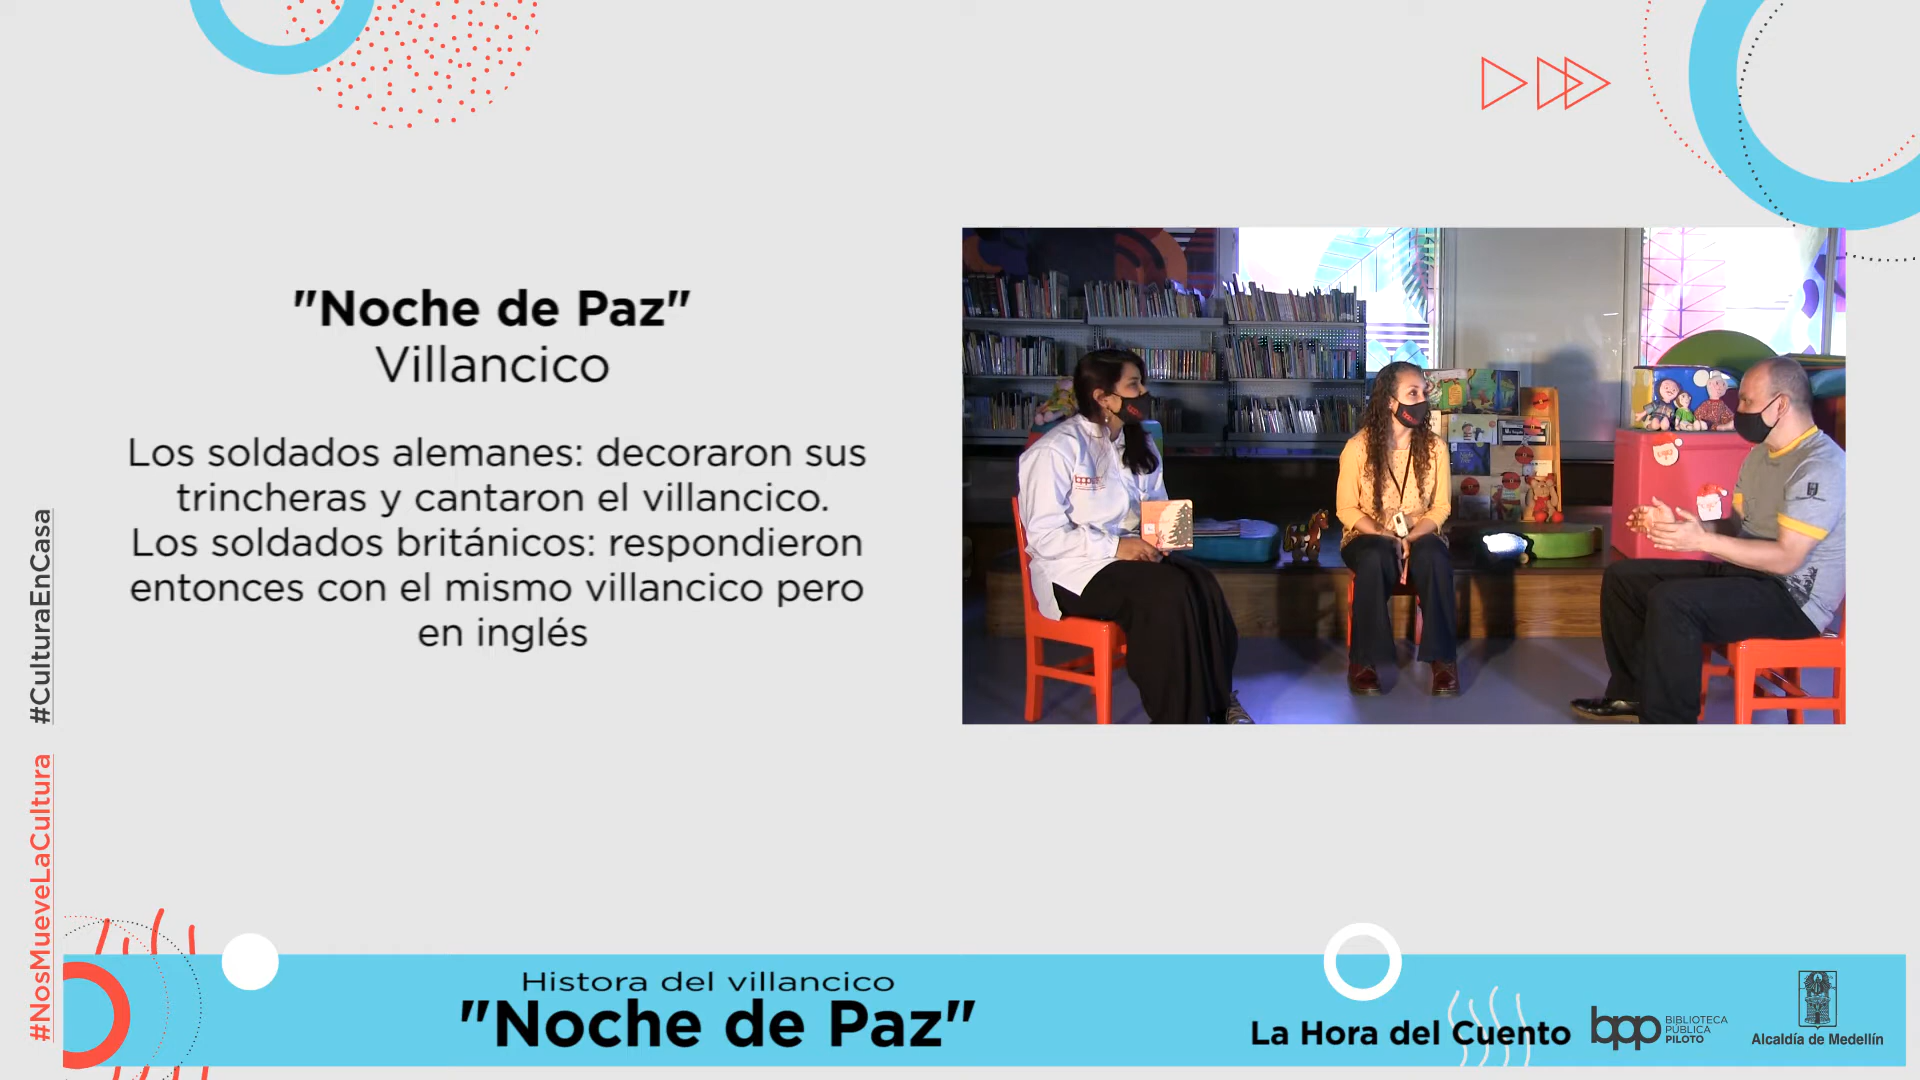 "Noche de Paz"
Villancico
Los soldados alemanes: decoraron sus
trincheras y cantaron el villancico.
Los soldados británicos: respondieron
entonces con el mismo villancico pero
en inglés
#CulturaEnCasa
#NosMueveLaCultura
Histora del villancico
"Noche de Paz"
La Hora del Cuento
bpp
BIBLIOTECA
PÚBLICA
PILOTO
Alcaldía de Medellín